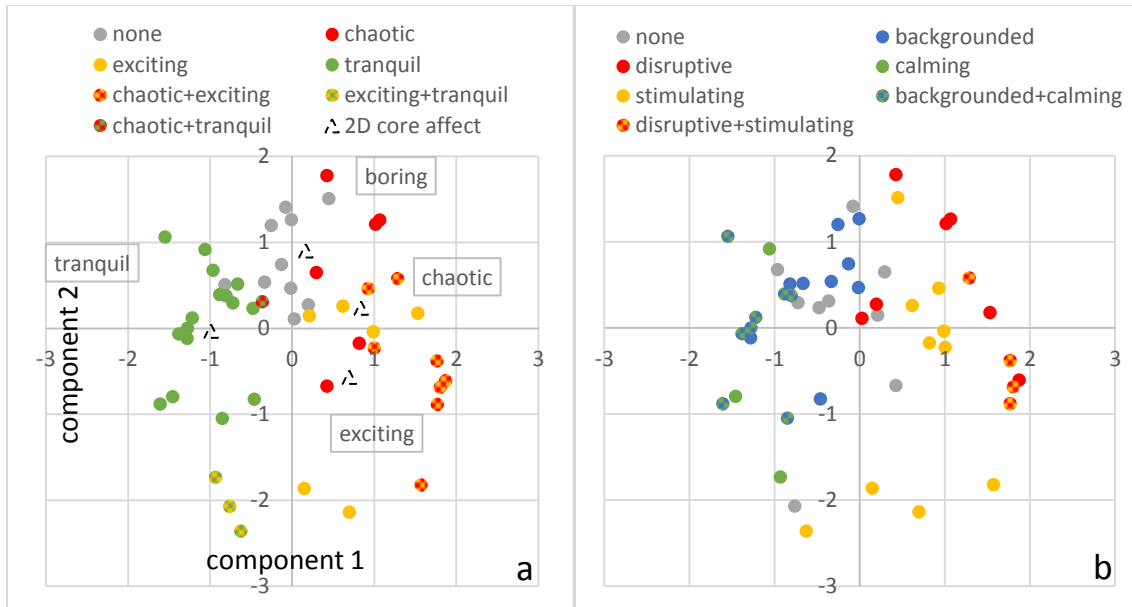 none chaotic
exciting tranquil
chaotic+exciting exciting+tranquil
chaotic+tranquil 2D core affect
2
boring
1
tranquil
chaotic
0
-3 -2 -1 0 1 2 3
component 2
-1
exciting
-2
component 1
a
-3
none backgrounded
disruptive calming
stimulating backgrounded+calming
disruptive+stimulating
2
1
0
-3 -2 -1 0 1 2 3
-1
-2
b
-3